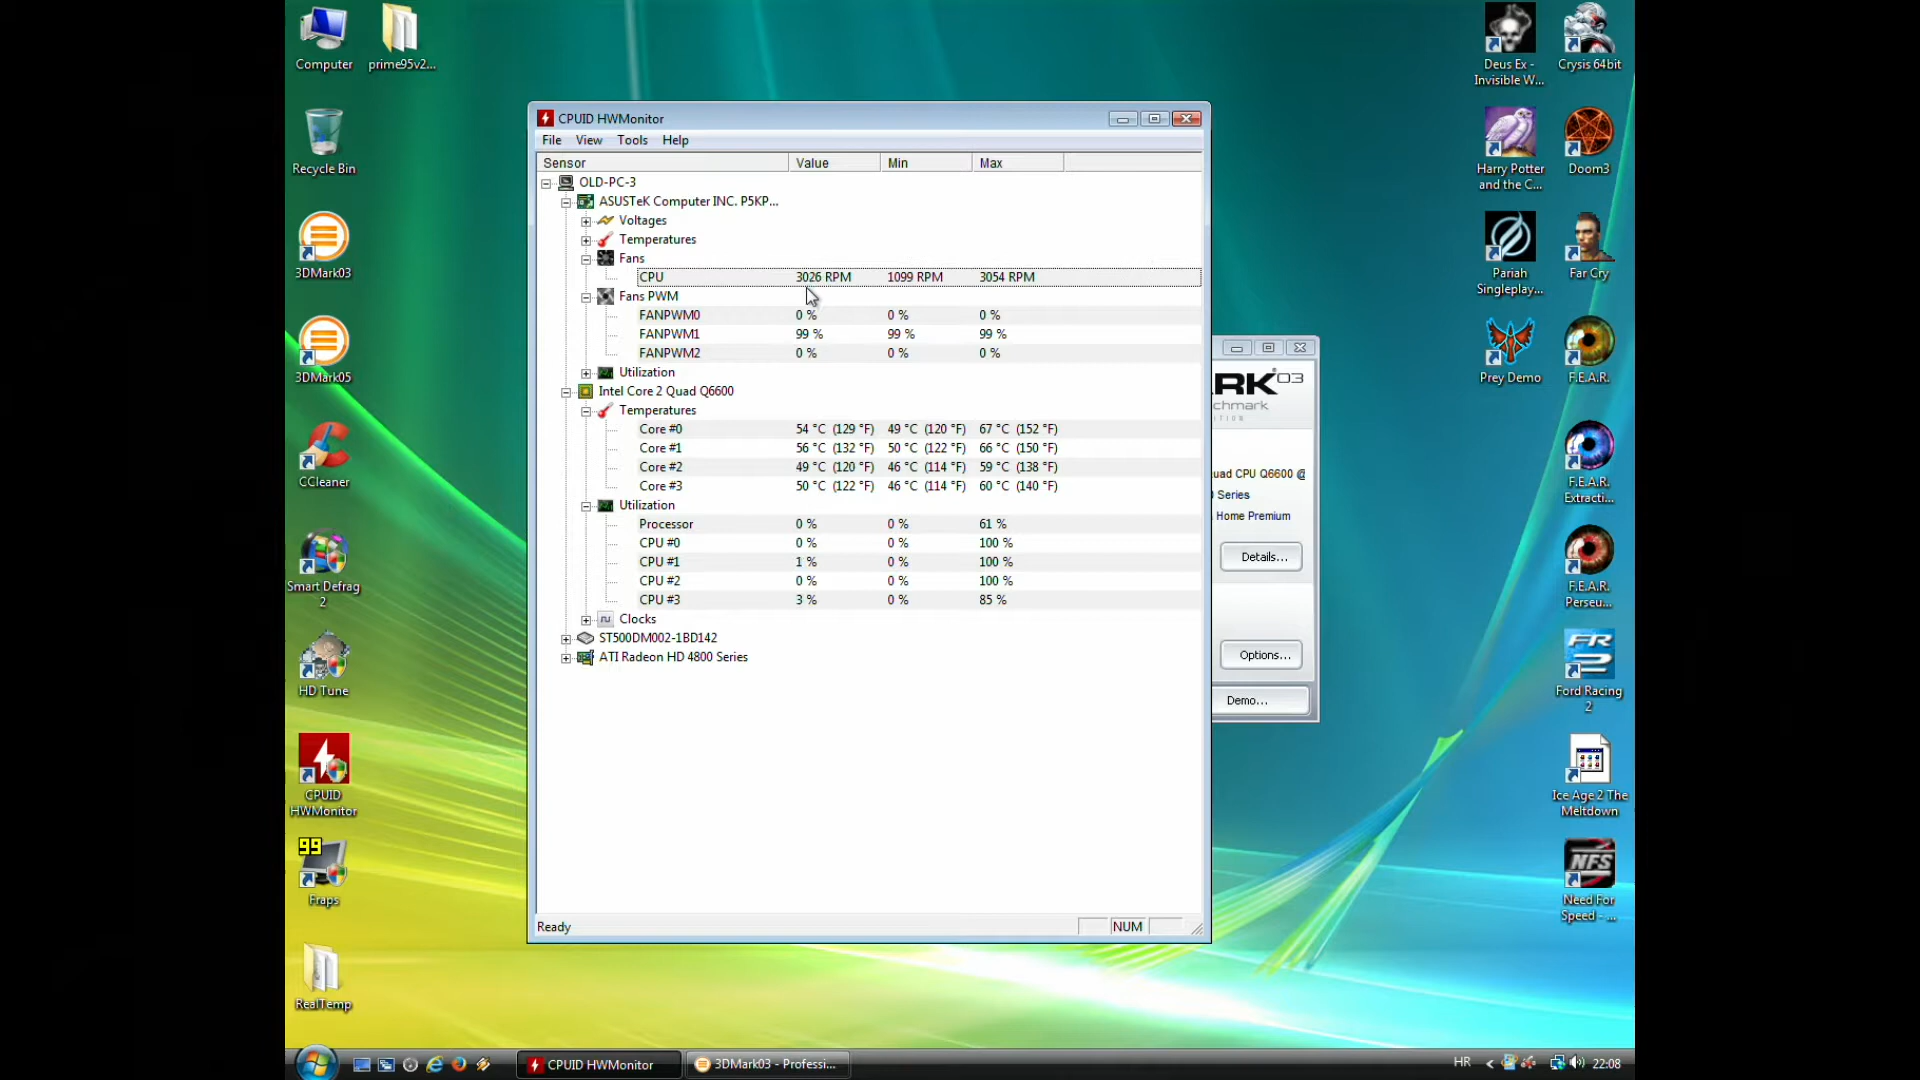 Computer
prime95v2...
Recycle Bin
3DMark03
3DMark05
CCleaner
Smart Defrag
2
HD Tune
CPUID
HWMonitor
99
Fraps
RealTemp
CPUID HWMonitor
File View Tools Help
Sensor Value Min Max
OLD-PC-3
ASUSTeK Computer INC. P5KP...
Voltages
Temperatures
Fans
CPU 3026 RPM 1099 RPM 3054 RPM
Fans PWM
FANPWM0 0 % 0 % 0 %
FANPWM1 99 % 99 % 99 %
FANPWM2 0 % 0 % 0 %
Utilization
Intel Core 2 Quad Q6600
Temperatures
Core #0 54 °C (129 °F) 49 °C (120 °F) 67 °C (152 °F)
Core #1 56 °C (132 °F) 50 °C (122 °F) 66 °C (150 °F)
Core #2 49 °C (120 °F) 46 °C (114 °F) 59 °C (138 °F)
Core #3 50 °C (122 °F) 46 °C (114 °F) 60 °C (140 °F)
Utilization
Processor 0 % 0 % 61 %
CPU #0 0 % 0 % 100 %
CPU #1 1 % 0 % 100 %
CPU #2 0 % 0 % 100 %
CPU #3 3 % 0 % 85 %
Clocks
ST500DM002-1BD142
ATI Radeon HD 4800 Series
Ready NUM
RK®03
chmark
ITION
uad CPU Q6600 @
0 Series
Home Premium
Details...
Options...
Demo...
Deus Ex -
Invisible W...
Crysis 64bit
Harry Potter
and the C...
Doom3
Pariah
Singleplay...
Far Cry
Prey Demo
F.E.A.R.
F.E.A.R.
Extracti...
F.E.A.R.
Perseu...
FR
2
Ford Racing
2
Ice Age 2 The
Meltdown
NFS
Need For
Speed - ...
CPUID HWMonitor
3DMark03 - Professi...
HR
22:08